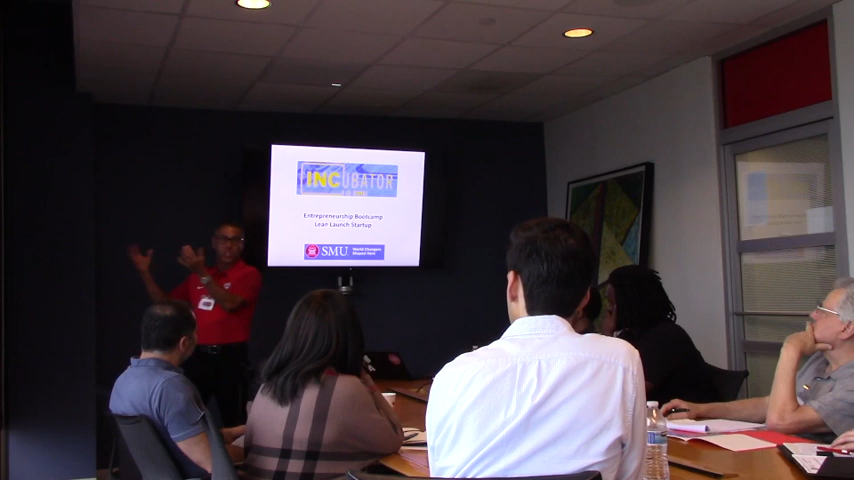 INCUBATOR
Entrepreneurship Bootcamp
Lean Launch Startup
SMU World Changers
Shaped Here